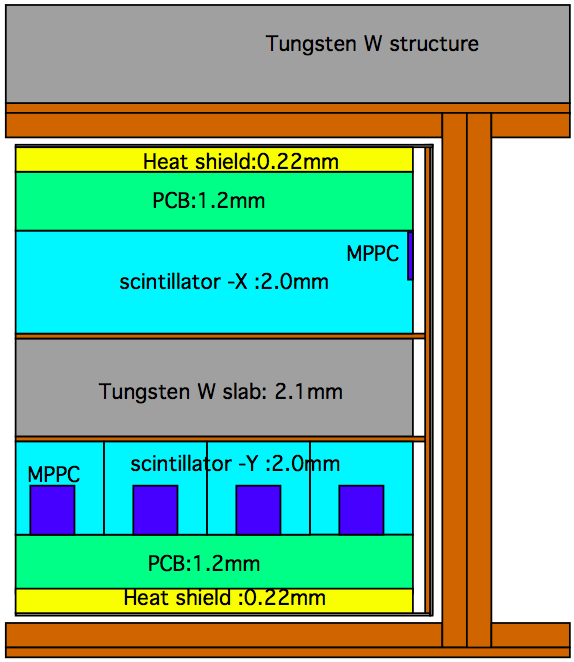 Tungsten W structure
Heat shield:0.22mm
PCB:1.2mm
MPPC
scintillator -X :2.0mm
Tungsten W slab: 2.1mm
scintillator -Y :2.0mm
MPPC
PCB:1.2mm
Heat shield :0.22mm